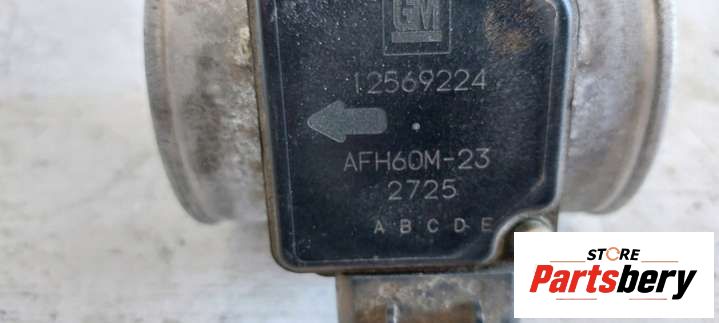 GM
12569224
AFH60M-23
2725
A B C D E
STORE
Partsbery